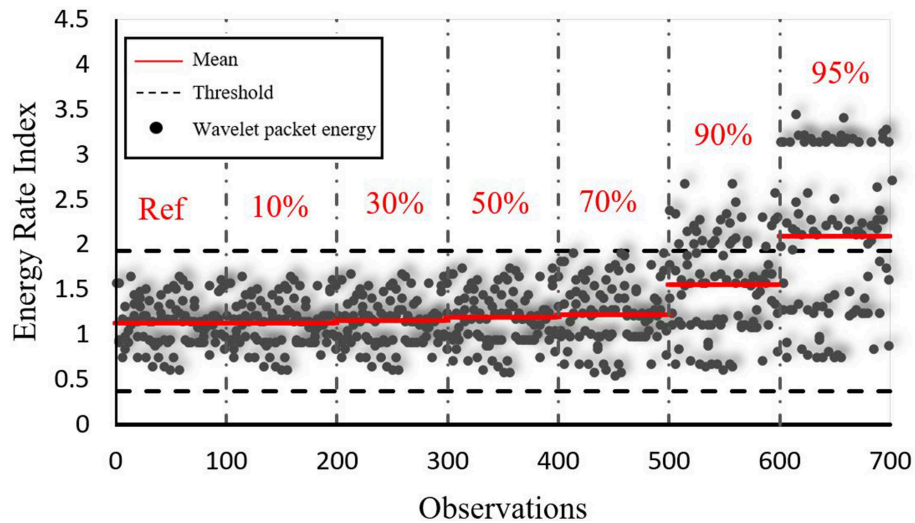 4.5
4
3.5
3
2.5
2
1.5
1
0.5
0
Energy Rate Index
Mean
Threshold
Wavelet packet energy
Ref
10%
30%
50%
70%
90%
95%
0 100 200 300 400 500 600 700
Observations